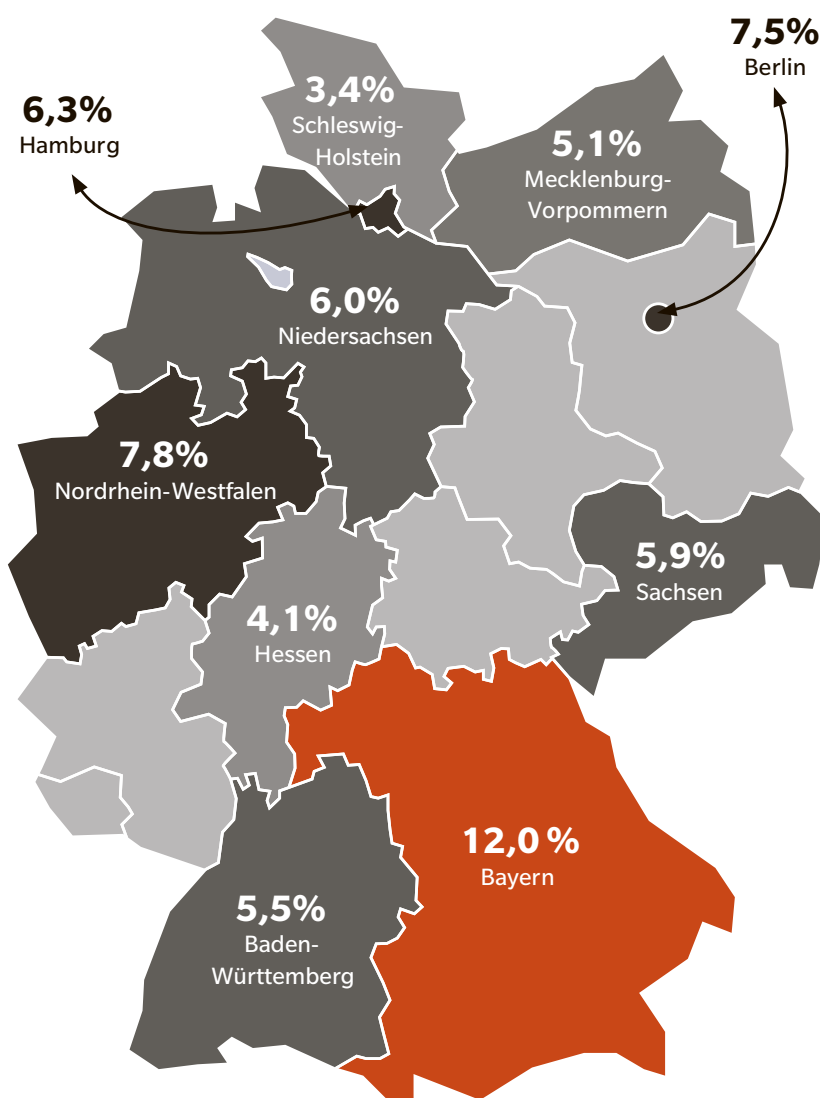 7,5%
Berlin
3,4%
Schleswig-
Holstein
6,3%
Hamburg
5,1%
Mecklenburg-
Vorpommern
6,0%
Niedersachsen
7,8%
Nordrhein-Westfalen
5,9%
Sachsen
4,1%
Hessen
12,0 %
Bayern
5,5%
Baden-
Württemberg